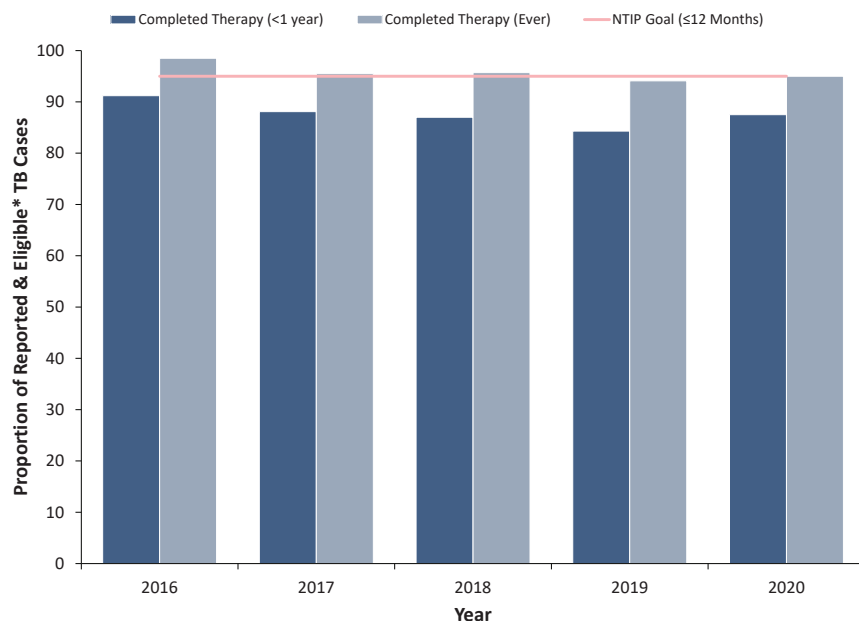 Completed Therapy (<1 year) Completed Therapy (Ever) NTIP Goal (≤12 Months)
Proportion of Reported & Eligible* TB Cases
100
90
80
70
60
50
40
30
20
10
0
2016 2017 2018 2019 2020
Year